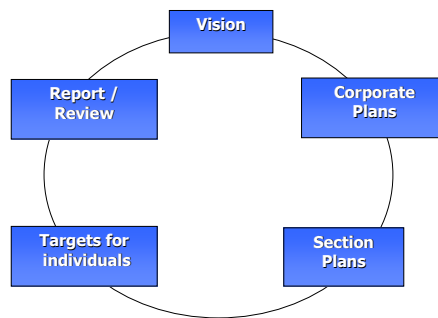 Vision
Corporate
Plans
Section
Plans
Targets for
individuals
Report /
Review